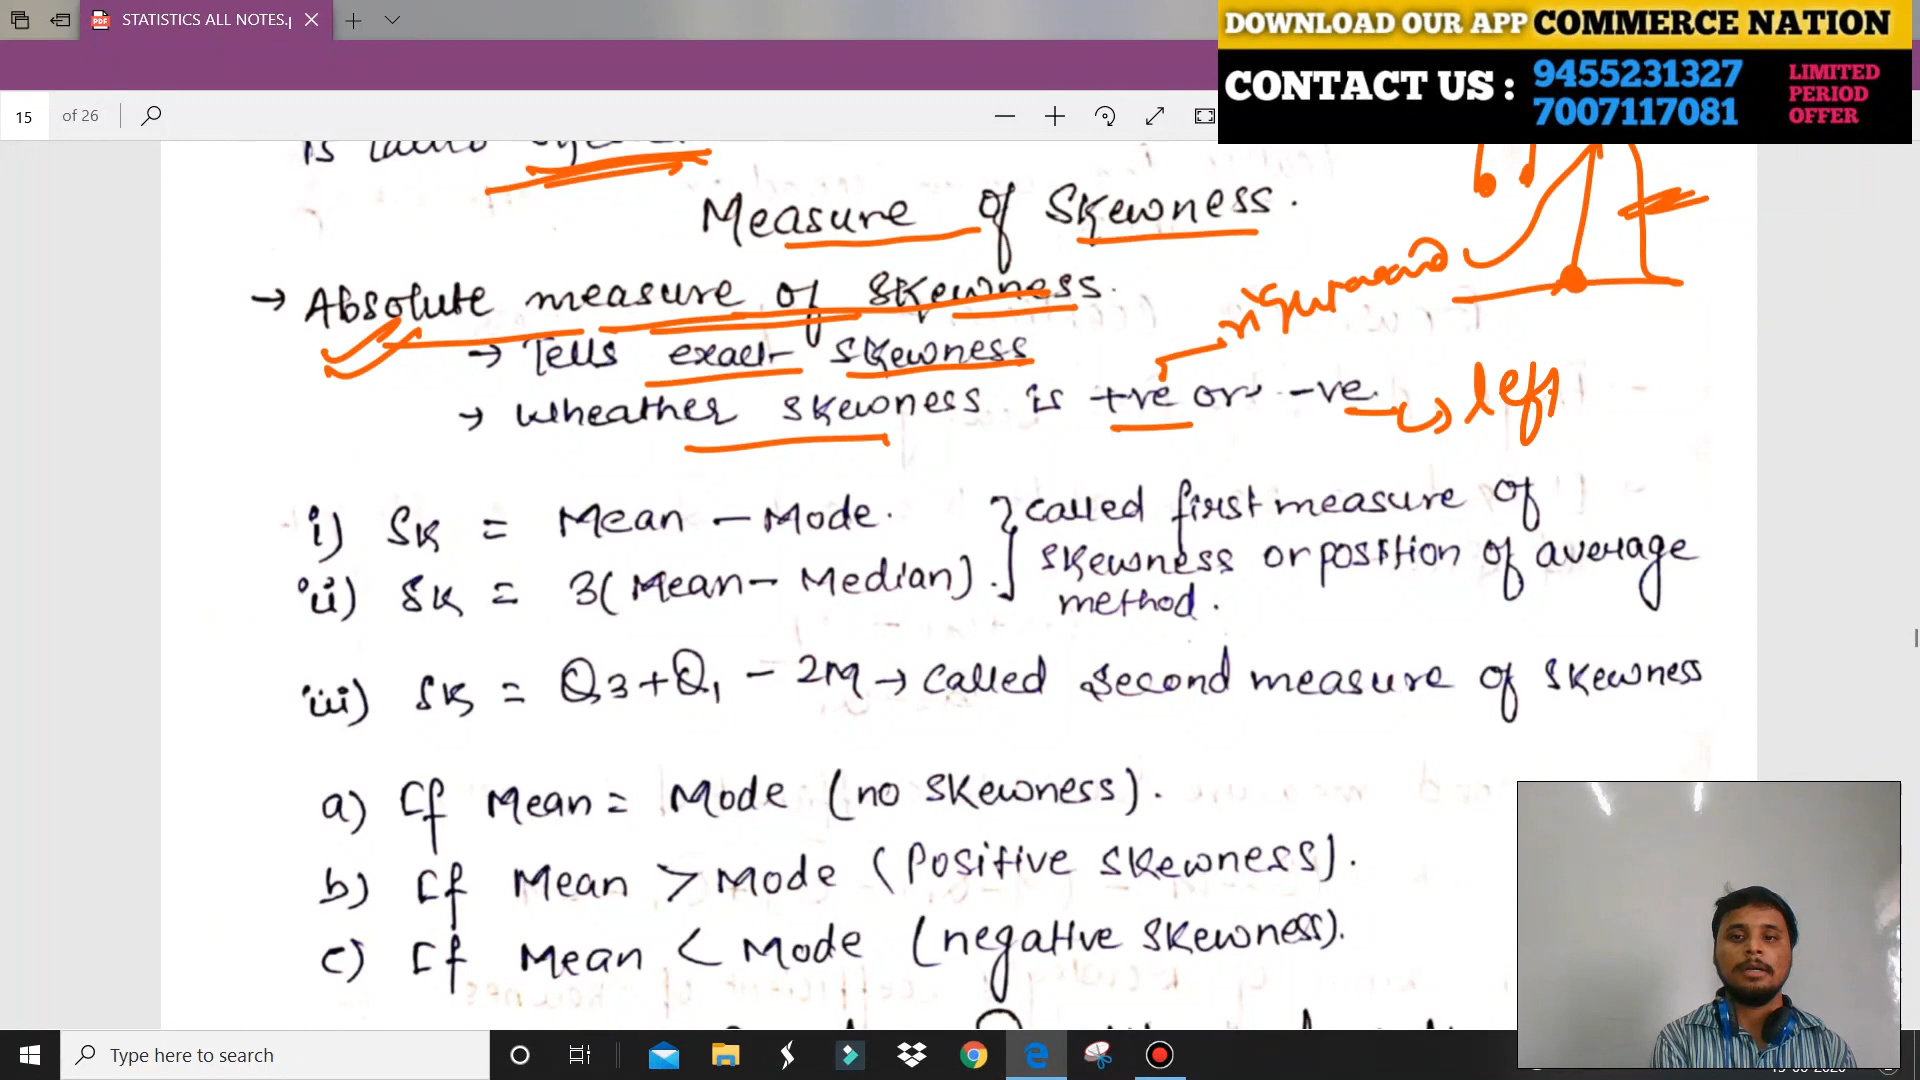 STATISTICS ALL NOTES.p
DOWNLOAD OUR APP COMMERCE NATION
CONTACT US : 9455231327
7007117081
LIMITED
PERIOD
OFFER
15 of 26
is
Measure of Skewness.
→ Absolute measure of Skewness.
→ Tells exact skewness
→ Wheather skewness is +ve or -ve → left
i) SK = Mean - Mode.
ii) SK = 3(Mean - Median).
} called first measure of
skewness or position of average
method.
iii) SK = Q3 + Q1 - 2M → called second measure of skewness
a) If Mean = Mode (no skewness).
b) If Mean > Mode (Positive skewness).
c) If Mean < Mode (negative skewness).
Type here to search